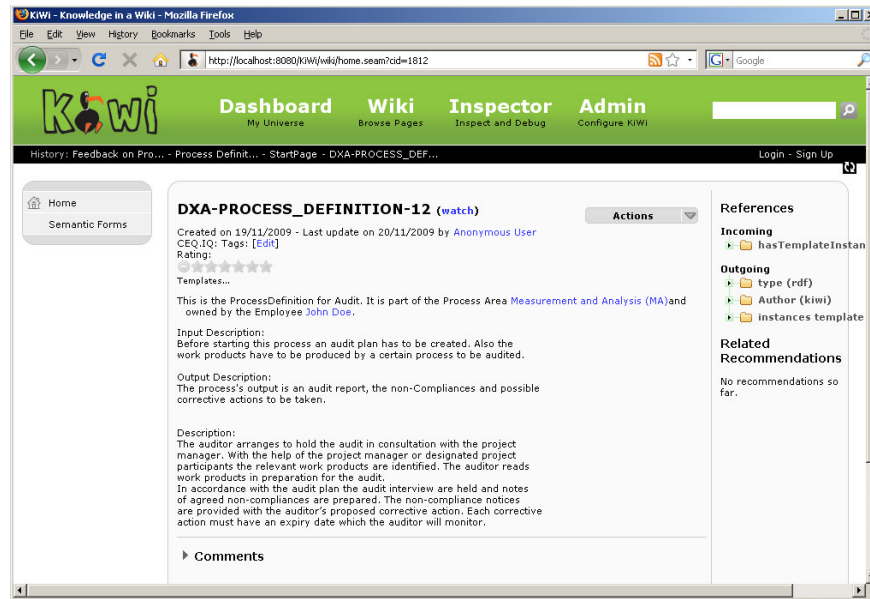 KiWi - Knowledge in a Wiki - Mozilla Firefox
File Edit View History Bookmarks Tools Help
http://localhost:8080/KiWi/wiki/home.seam?cid=1812
G Google
KiWi
Dashboard Wiki Inspector Admin
My Universe Browse Pages Inspect and Debug Configure KiWi
History: Feedback on Pro... - Process Definit... - StartPage - DXA-PROCESS_DEF...
Login - Sign Up
Home
Semantic Forms
DXA-PROCESS_DEFINITION-12 (watch)
Actions
Created on 19/11/2009 - Last update on 20/11/2009 by Anonymous User
CEQ.IQ: Tags: [Edit]
Rating:
Templates...
This is the ProcessDefinition for Audit. It is part of the Process Area Measurement and Analysis (MA)and
owned by the Employee John Doe.
Input Description:
Before starting this process an audit plan has to be created. Also the
work products have to be produced by a certain process to be audited.
Output Description:
The process's output is an audit report, the non-Compliances and possible
corrective actions to be taken.
Description:
The auditor arranges to hold the audit in consultation with the project
manager. With the help of the project manager or designated project
participants the relevant work products are identified. The auditor reads
work products in preparation for the audit.
In accordance with the audit plan the audit interview are held and notes
of agreed non-compliances are prepared. The non-compliance notices
are provided with the auditor's proposed corrective action. Each corrective
action must have an expiry date which the auditor will monitor.
Comments
References
Incoming
hasTemplateInstan
Outgoing
type (rdf)
Author (kiwi)
instances template
Related
Recommendations
No recommendations so
far.